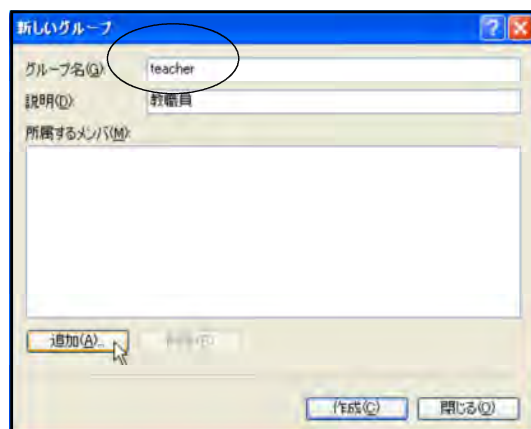 新しいグループ
グループ名(G): teacher
説明(D): 教職員
所属するメンバ(M):
追加(A)...
作成(C) 閉じる(O)